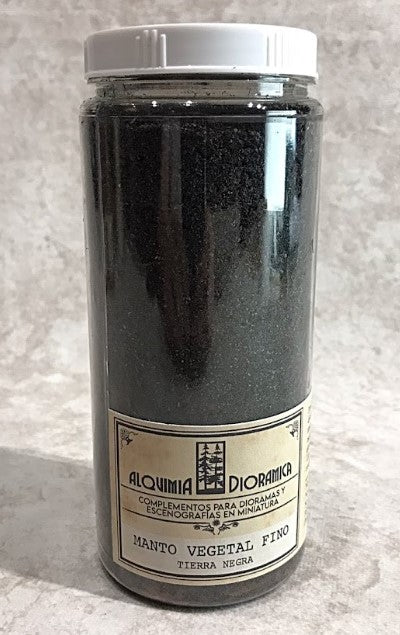 ALQUIMIA DIORAMICA
COMPLEMENTOS PARA DIORAMAS Y
ESCENOGRAFÍAS EN MINIATURA
MANTO VEGETAL FINO
TIERRA NEGRA